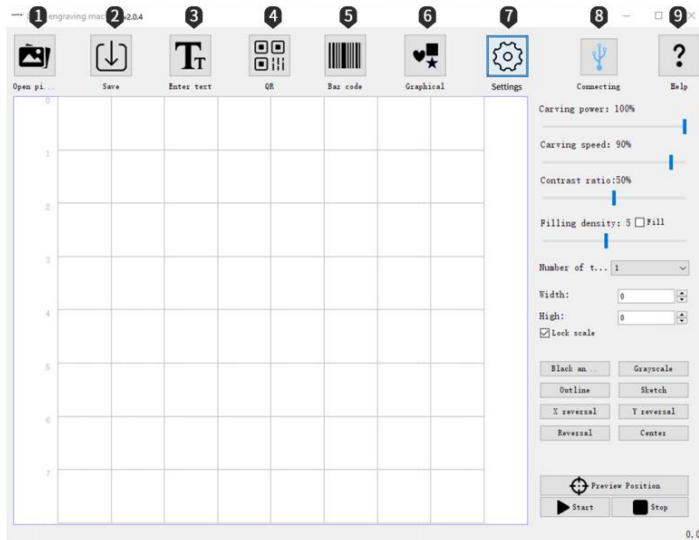 1 2 3 4 5 6 7 8 9
engraving mac v2.0.4
Open pi... Save Enter text QR Bar code Graphical Settings Connecting Help
0
1
2
3
4
5
6
7
Carving power: 100%
Carving speed: 90%
Contrast ratio:50%
Filling density: 5 Fill
Number of t... 1
Width: 0
High: 0
Lock scale
Black an... Grayscale
Outline Sketch
X reversal Y reversal
Reversal Center
Preview Position
Start Stop
0.0